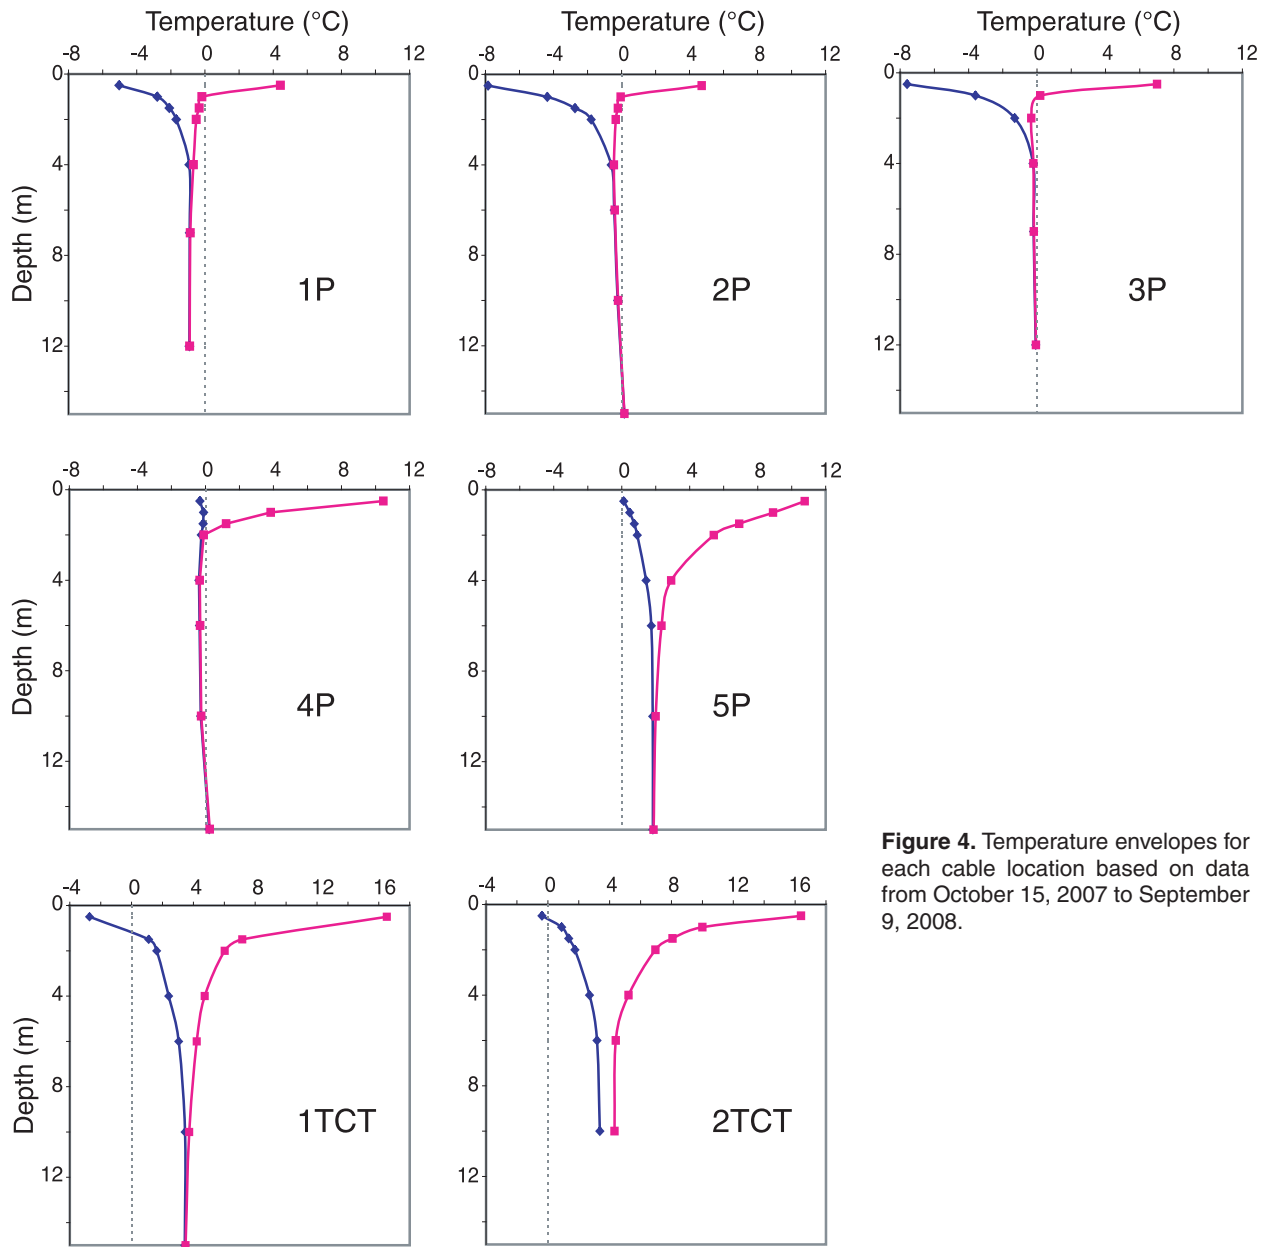 Temperature (°C)
Temperature (°C)
Temperature (°C)
-8 -4 0 4 8 12
-8 -4 0 4 8 12
-8 -4 0 4 8 12
0
4
8
12
Depth (m)
1P
0
4
8
12
2P
0
4
8
12
3P
-8 -4 0 4 8 12
-8 -4 0 4 8 12
0
4
8
12
Depth (m)
4P
0
4
8
12
5P
Figure 4. Temperature envelopes for
each cable location based on data
from October 15, 2007 to September
9, 2008.
-4 0 4 8 12 16
-4 0 4 8 12 16
0
4
8
12
Depth (m)
1TCT
0
4
8
12
2TCT